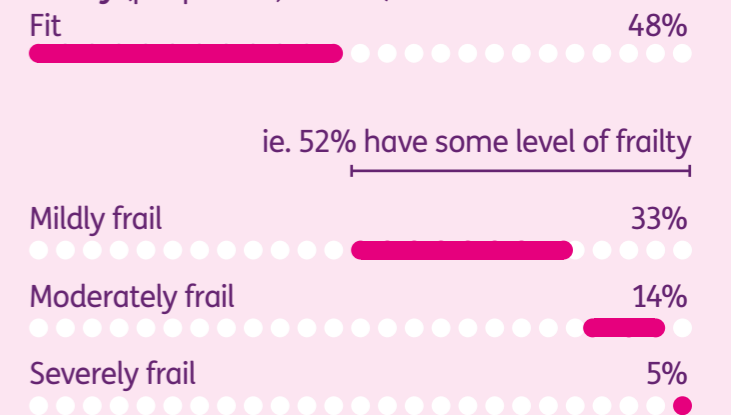 Fit 48%
ie. 52% have some level of frailty
Mildly frail 33%
Moderately frail 14%
Severely frail 5%